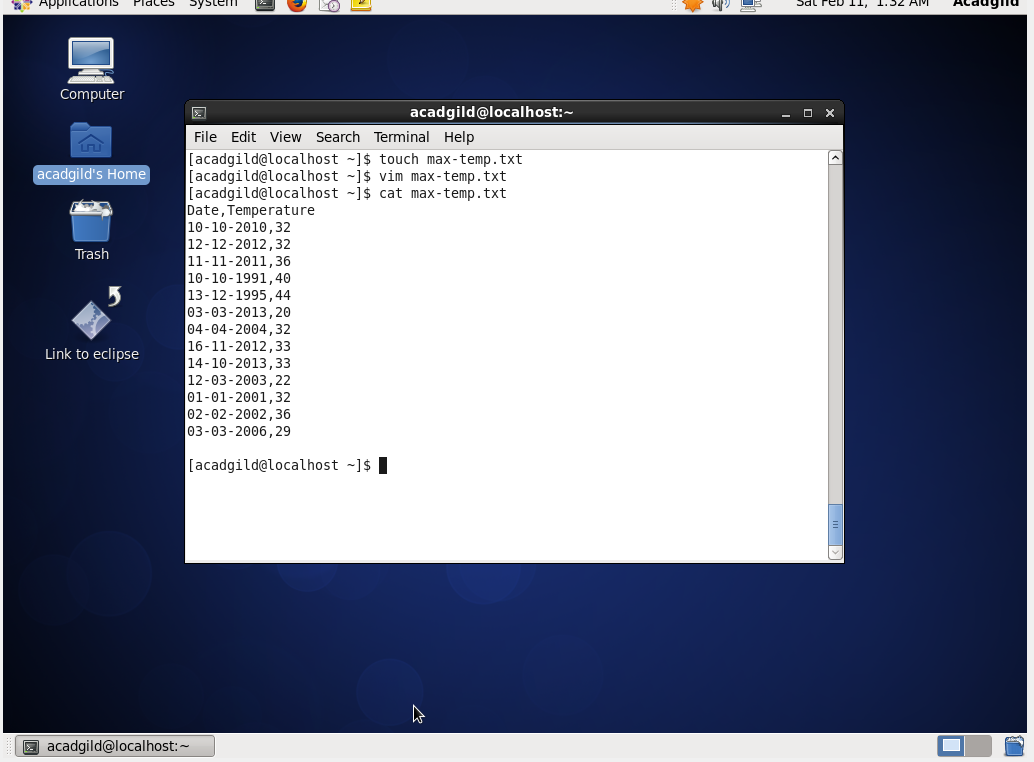 Applications Places System Sat Feb 11, 1:32 AM Acadgild
Computer
acadgild's Home
Trash
Link to eclipse
acadgild@localhost:~
File Edit View Search Terminal Help
[acadgild@localhost ~]$ touch max-temp.txt
[acadgild@localhost ~]$ vim max-temp.txt
[acadgild@localhost ~]$ cat max-temp.txt
Date,Temperature
10-10-2010,32
12-12-2012,32
11-11-2011,36
10-10-1991,40
13-12-1995,44
03-03-2013,20
04-04-2004,32
16-11-2012,33
14-10-2013,33
12-03-2003,22
01-01-2001,32
02-02-2002,36
03-03-2006,29
[acadgild@localhost ~]$
acadgild@localhost:~